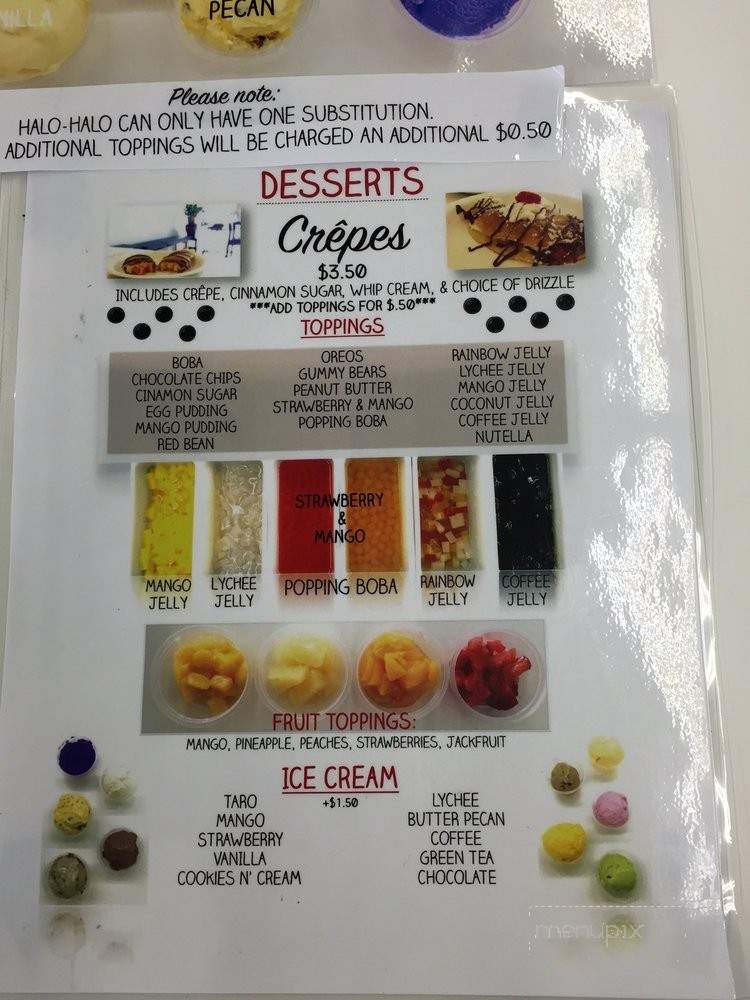 NILLA
PECAN
Please note:
HALO-HALO CAN ONLY HAVE ONE SUBSTITUTION.
ADDITIONAL TOPPINGS WILL BE CHARGED AN ADDITIONAL $0.50
DESSERTS
Crêpes
$3.50
INCLUDES CRÊPE, CINNAMON SUGAR, WHIP CREAM, & CHOICE OF DRIZZLE
***ADD TOPPINGS FOR $.50***
TOPPINGS
BOBA
CHOCOLATE CHIPS
CINAMON SUGAR
EGG PUDDING
MANGO PUDDING
RED BEAN
OREOS
GUMMY BEARS
PEANUT BUTTER
STRAWBERRY & MANGO
POPPING BOBA
RAINBOW JELLY
LYCHEE JELLY
MANGO JELLY
COCONUT JELLY
COFFEE JELLY
NUTELLA
STRAWBERRY
&
MANGO
MANGO
JELLY
LYCHEE
JELLY
POPPING BOBA
RAINBOW
JELLY
COFFEE
JELLY
FRUIT TOPPINGS:
MANGO, PINEAPPLE, PEACHES, STRAWBERRIES, JACKFRUIT
ICE CREAM
+$1.50
TARO
MANGO
STRAWBERRY
VANILLA
COOKIES N' CREAM
LYCHEE
BUTTER PECAN
COFFEE
GREEN TEA
CHOCOLATE
menupix